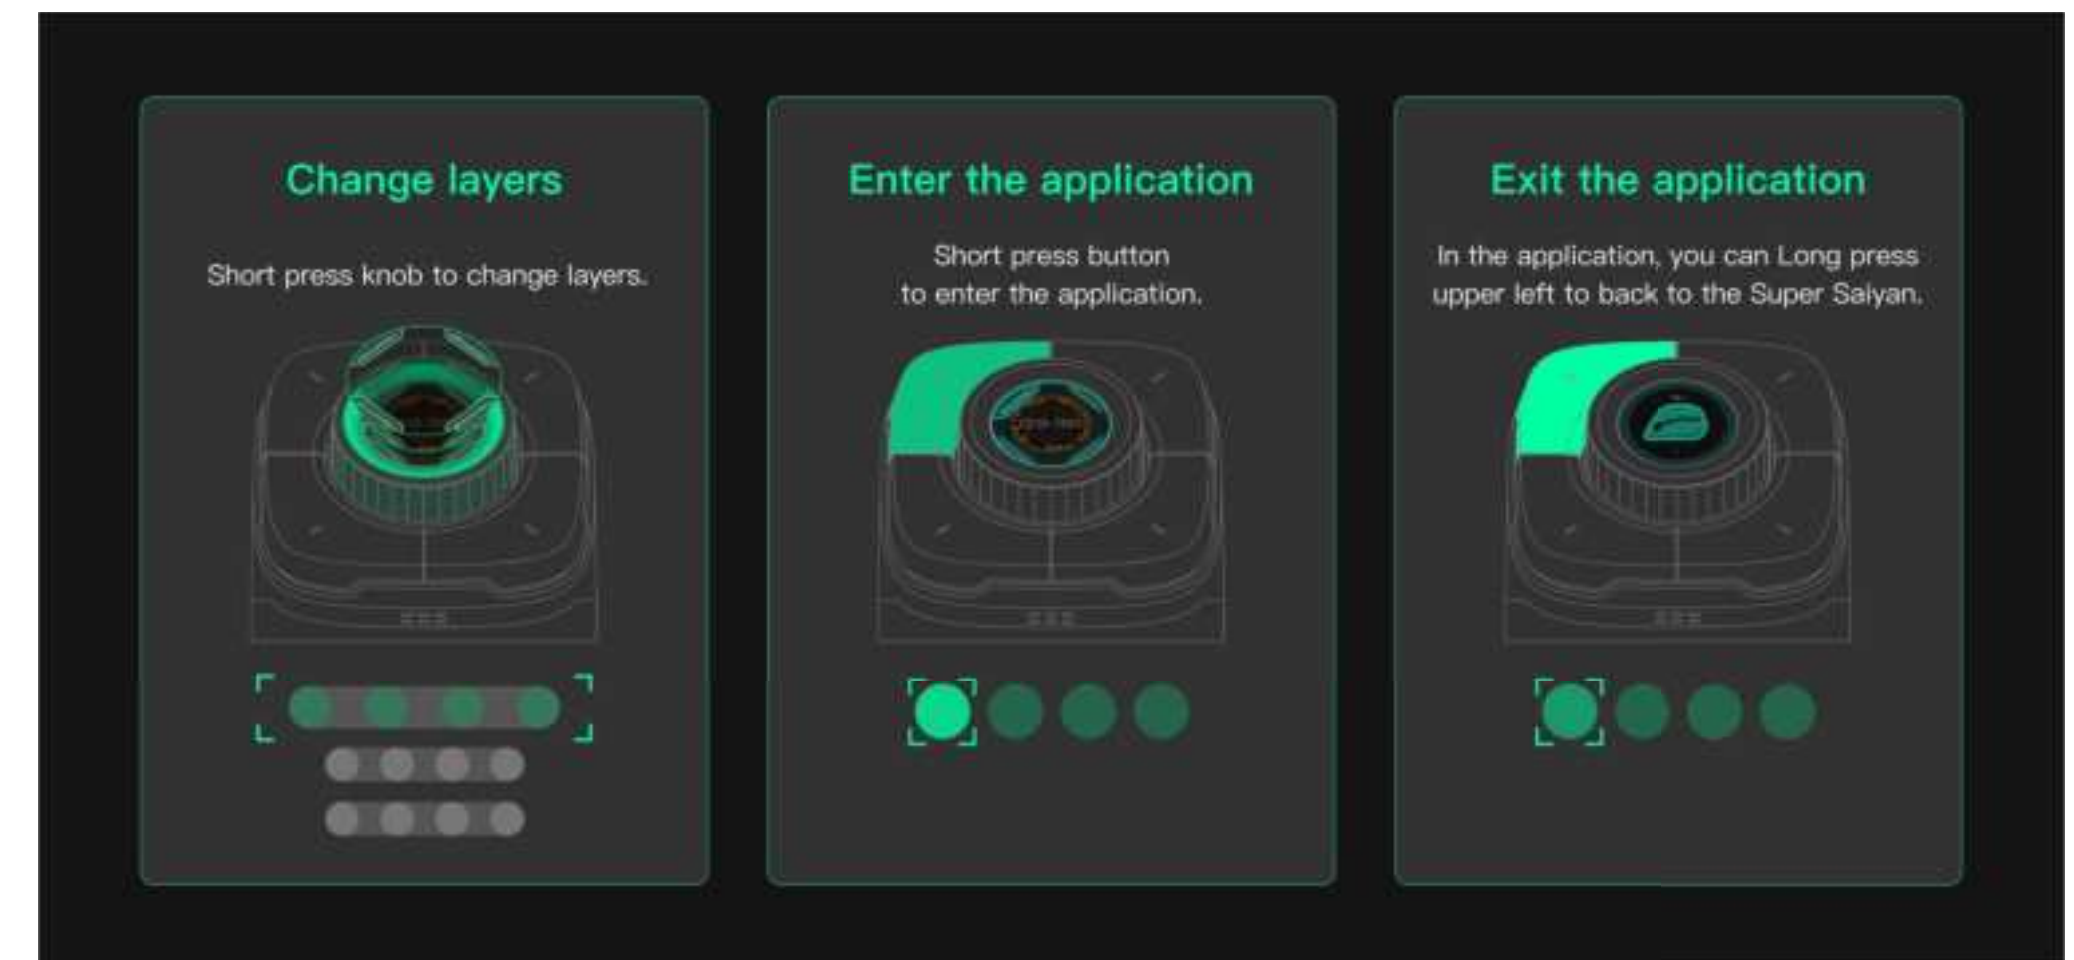 Change layers
Short press knob to change layers.
Enter the application
Short press button
to enter the application.
Exit the application
In the application, you can Long press
upper left to back to the Super Saiyan.